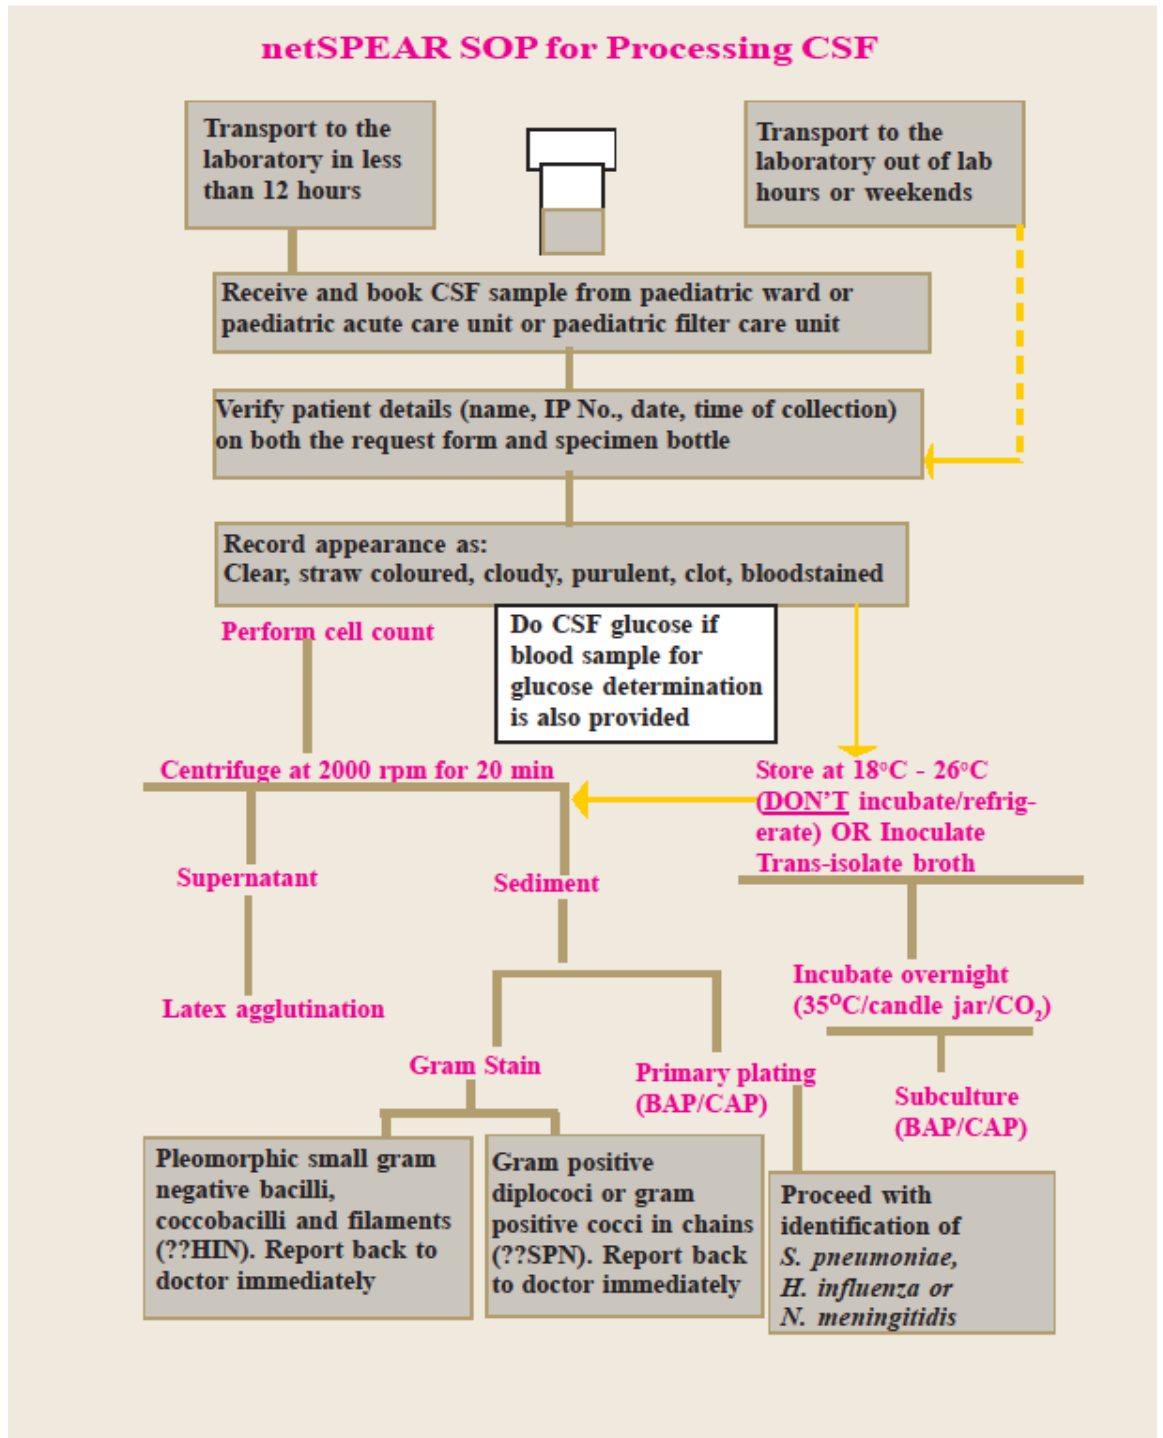 netSPEAR SOP for Processing CSF
Transport to the
laboratory in less
than 12 hours
Transport to the
laboratory out of lab
hours or weekends
Receive and book CSF sample from paediatric ward or
paediatric acute care unit or paediatric filter care unit
Verify patient details (name, IP No., date, time of collection)
on both the request form and specimen bottle
Record appearance as:
Clear, straw coloured, cloudy, purulent, clot, bloodstained
Perform cell count
Do CSF glucose if
blood sample for
glucose determination
is also provided
Centrifuge at 2000 rpm for 20 min
Store at 18°C - 26°C
(DON'T incubate/refrig-
erate) OR Inoculate
Trans-isolate broth
Supernatant
Sediment
Latex agglutination
Incubate overnight
(35°C/candle jar/CO₂)
Gram Stain
Primary plating
(BAP/CAP)
Subculture
(BAP/CAP)
Pleomorphic small gram
negative bacilli,
coccobacilli and filaments
(??HIN). Report back to
doctor immediately
Gram positive
diplococi or gram
positive cocci in chains
(??SPN). Report back
to doctor immediately
Proceed with
identification of
S. pneumoniae,
H. influenza or
N. meningitidis